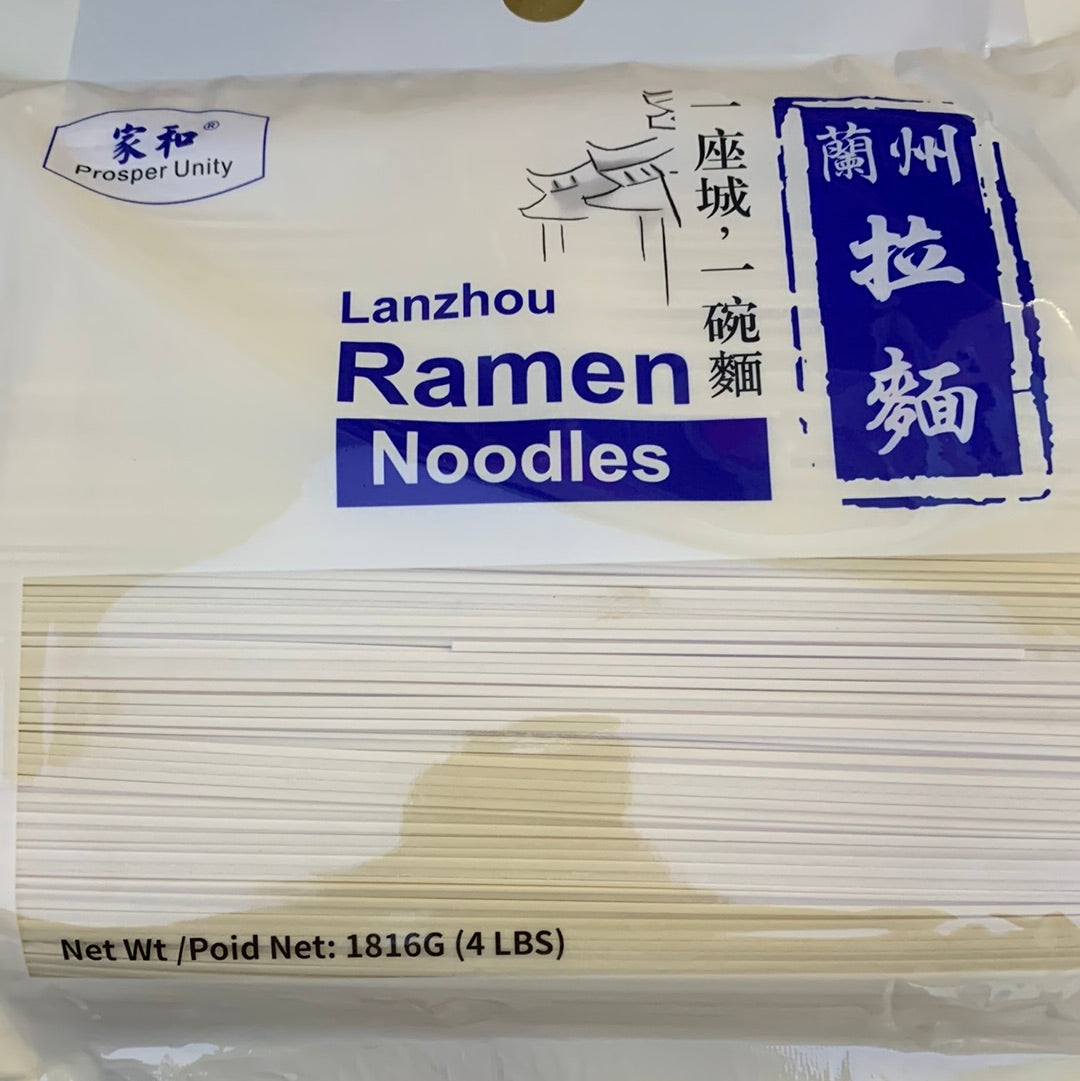 家和®
Prosper Unity
一座城，一碗麵
蘭州
拉
麵
Lanzhou
Ramen
Noodles
Net Wt /Poid Net: 1816G (4 LBS)